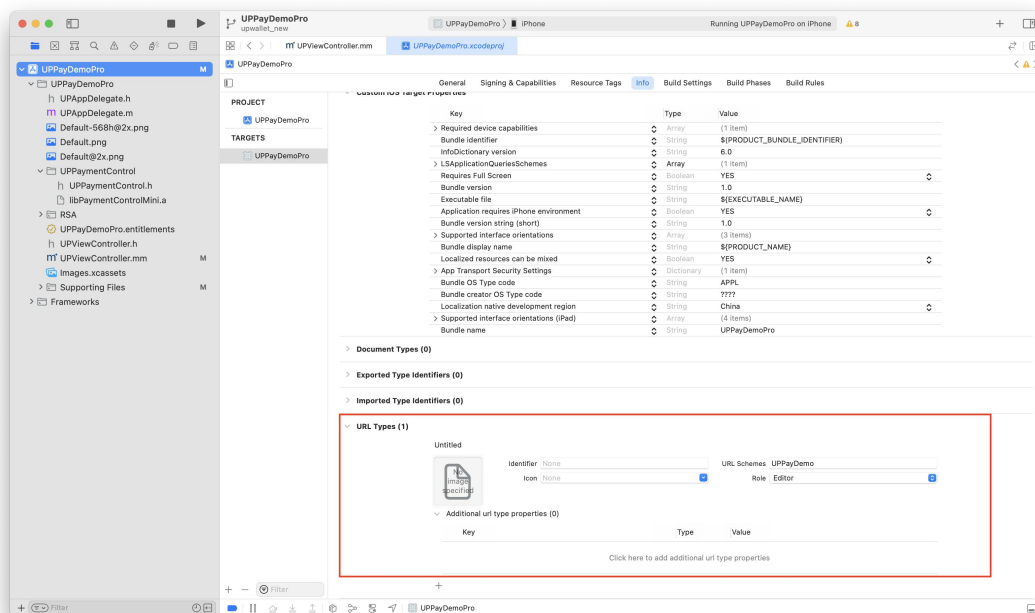 UPPayDemoPro
upwallet_new
UPPayDemoPro 〉 iPhone
Running UPPayDemoPro on iPhone
8
UPViewController.mm
UPPayDemoPro.xcodeproj
UPPayDemoPro M
UPPayDemoPro
UPPayDemoPro
h UPAppDelegate.h
m UPAppDelegate.m
Default-568h@2x.png
Default.png
Default@2x.png
UPPaymentControl
h UPPaymentControl.h
libPaymentControlMini.a
RSA
UPPayDemoPro.entitlements
h UPViewController.h
m UPViewController.mm M
Images.xcassets
Supporting Files M
Frameworks
General Signing & Capabilities Resource Tags Info Build Settings Build Phases Build Rules
PROJECT
UPPayDemoPro
TARGETS
UPPayDemoPro
Custom iOS Target Properties
Key Type Value
Required device capabilities Array (1 item)
Bundle identifier String $(PRODUCT_BUNDLE_IDENTIFIER)
InfoDictionary version String 6.0
LSApplicationQueriesSchemes Array (1 item)
Requires Full Screen Boolean YES
Bundle version String 1.0
Executable file String ${EXECUTABLE_NAME}
Application requires iPhone environment Boolean YES
Bundle version string (short) String 1.0
Supported interface orientations Array (3 items)
Bundle display name String ${PRODUCT_NAME}
Localized resources can be mixed Boolean YES
App Transport Security Settings Dictionary (1 item)
Bundle OS Type code String APPL
Bundle creator OS Type code String ????
Localization native development region String China
Supported interface orientations (iPad) Array (4 items)
Bundle name String UPPayDemoPro
Document Types (0)
Exported Type Identifiers (0)
Imported Type Identifiers (0)
URL Types (1)
Untitled
No image specified
Identifier None URL Schemes UPPayDemo
Icon None Role Editor
Additional url type properties (0)
Key Type Value
Click here to add additional url type properties
Filter
Filter
UPPayDemoPro